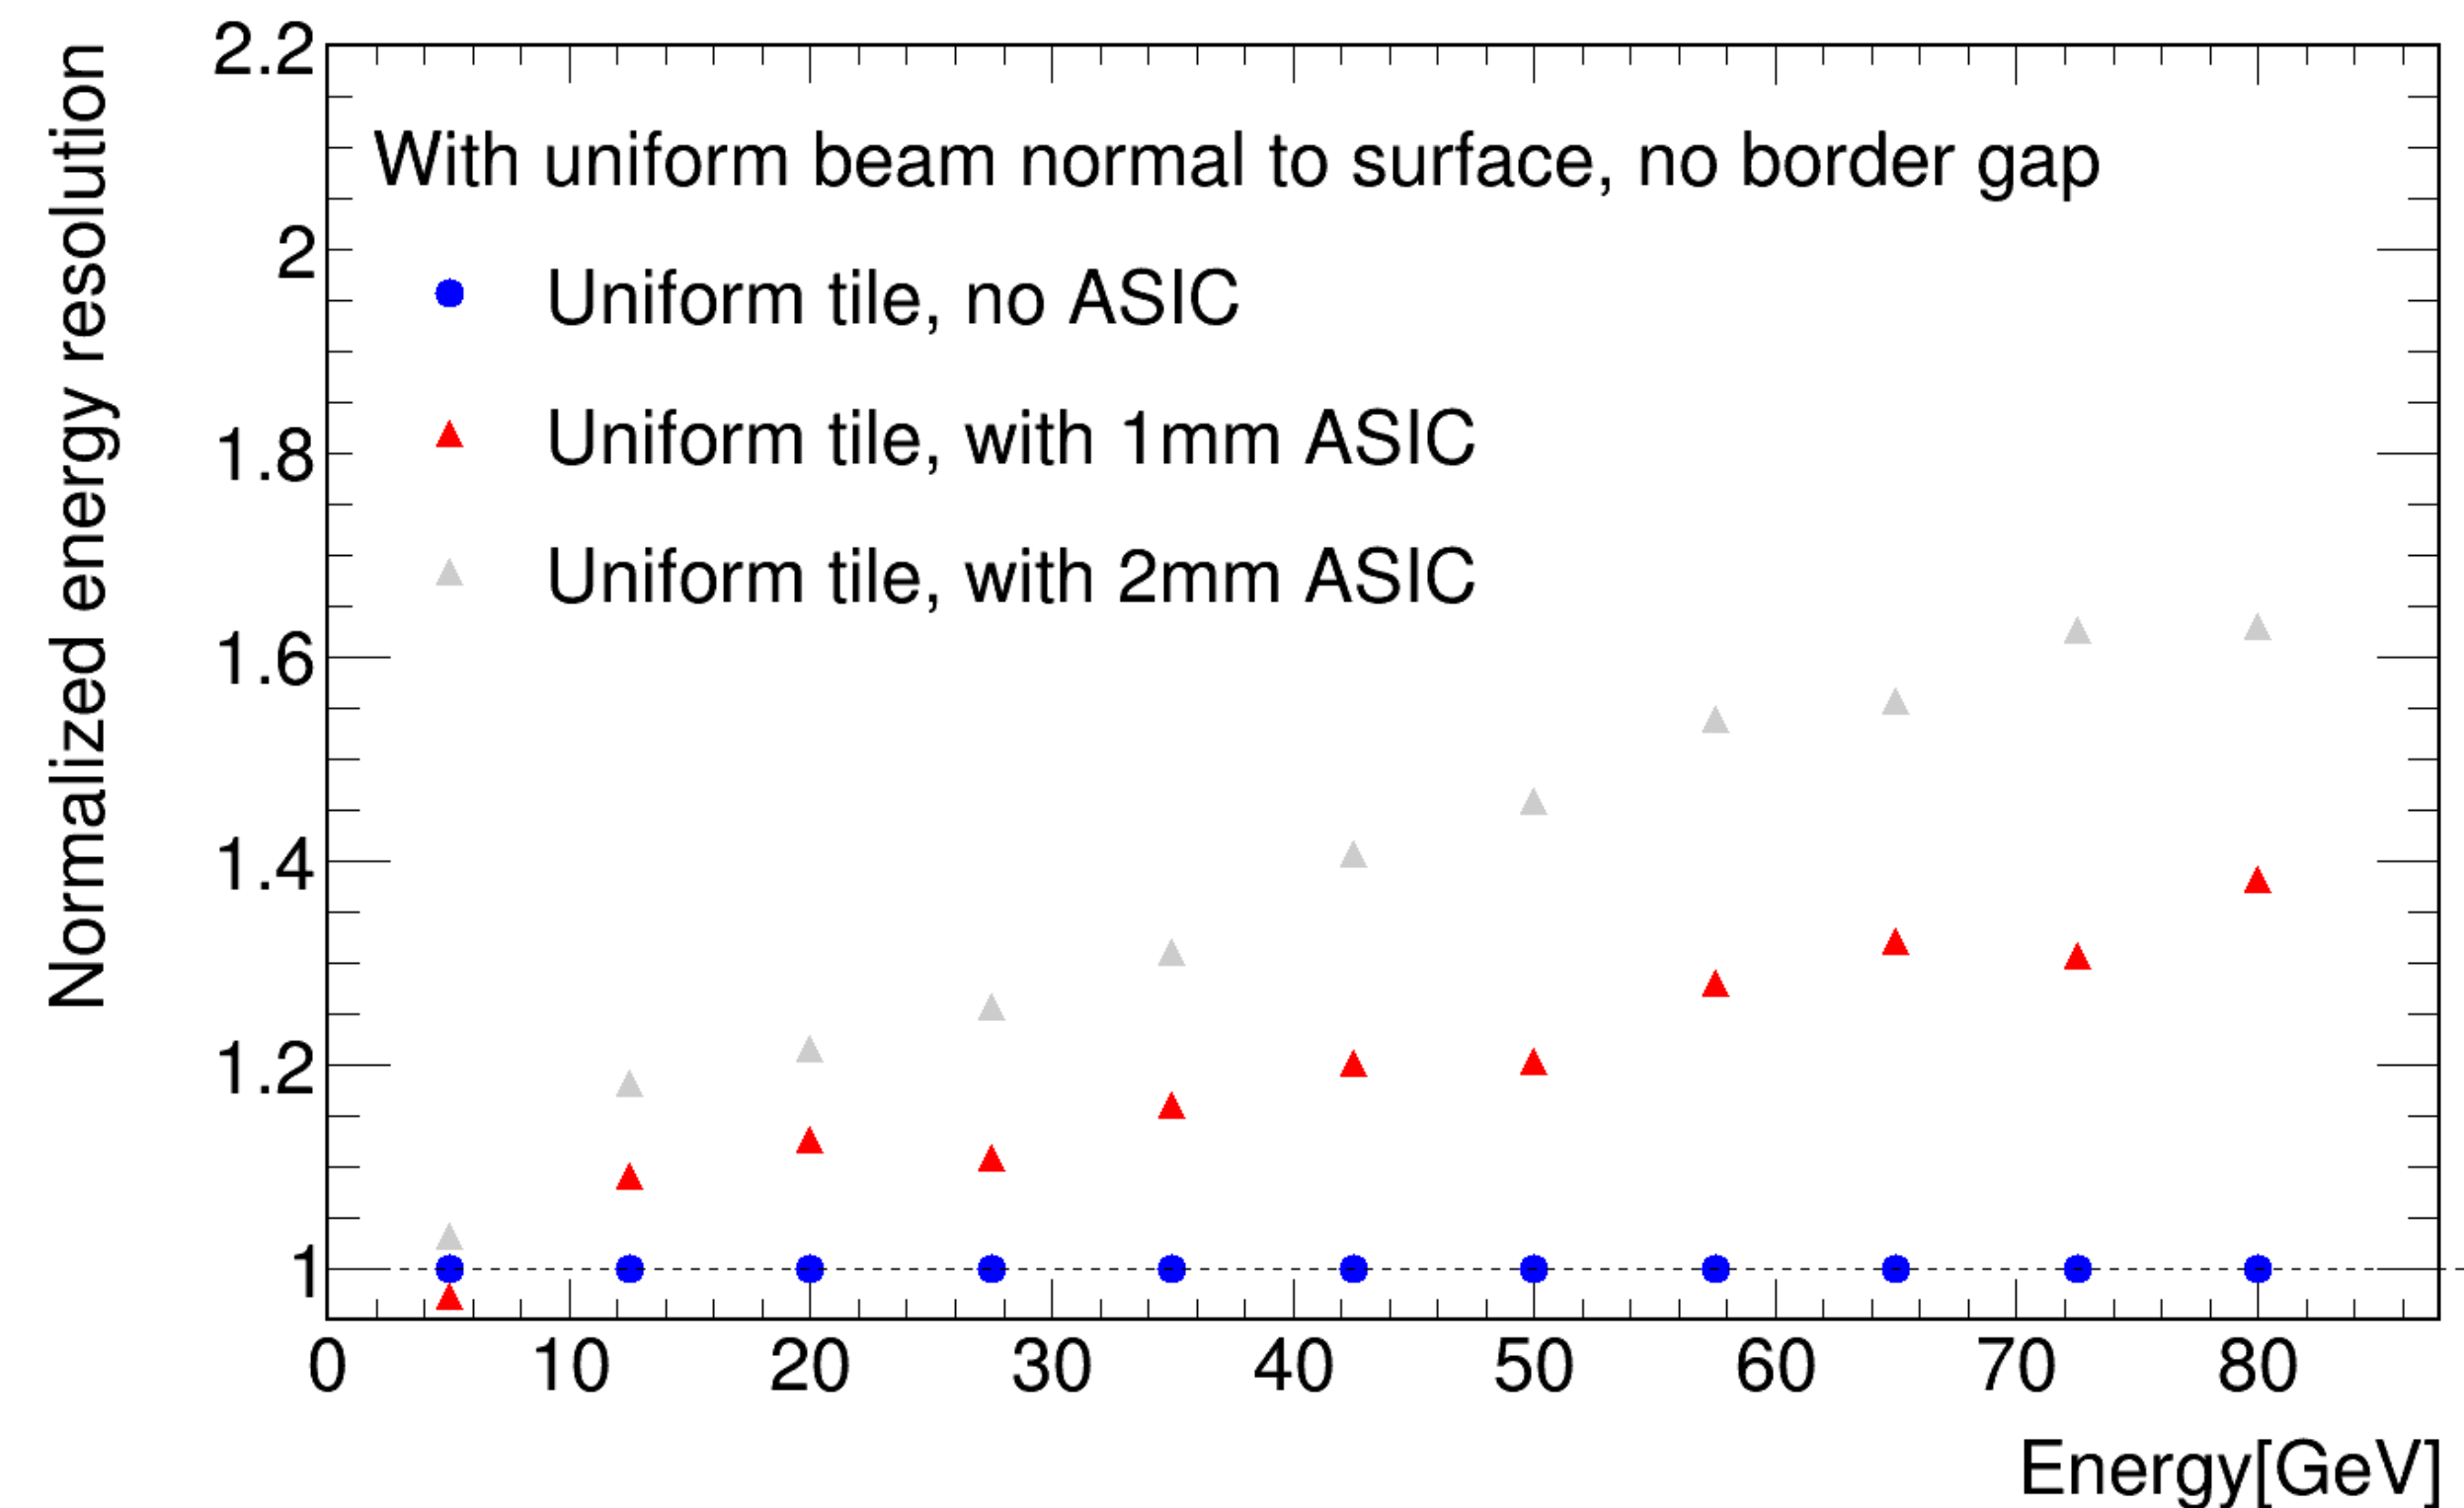 Normalized energy resolution
2.2
2
1.8
1.6
1.4
1.2
1
With uniform beam normal to surface, no border gap
Uniform tile, no ASIC
Uniform tile, with 1mm ASIC
Uniform tile, with 2mm ASIC
0 10 20 30 40 50 60 70 80
Energy[GeV]